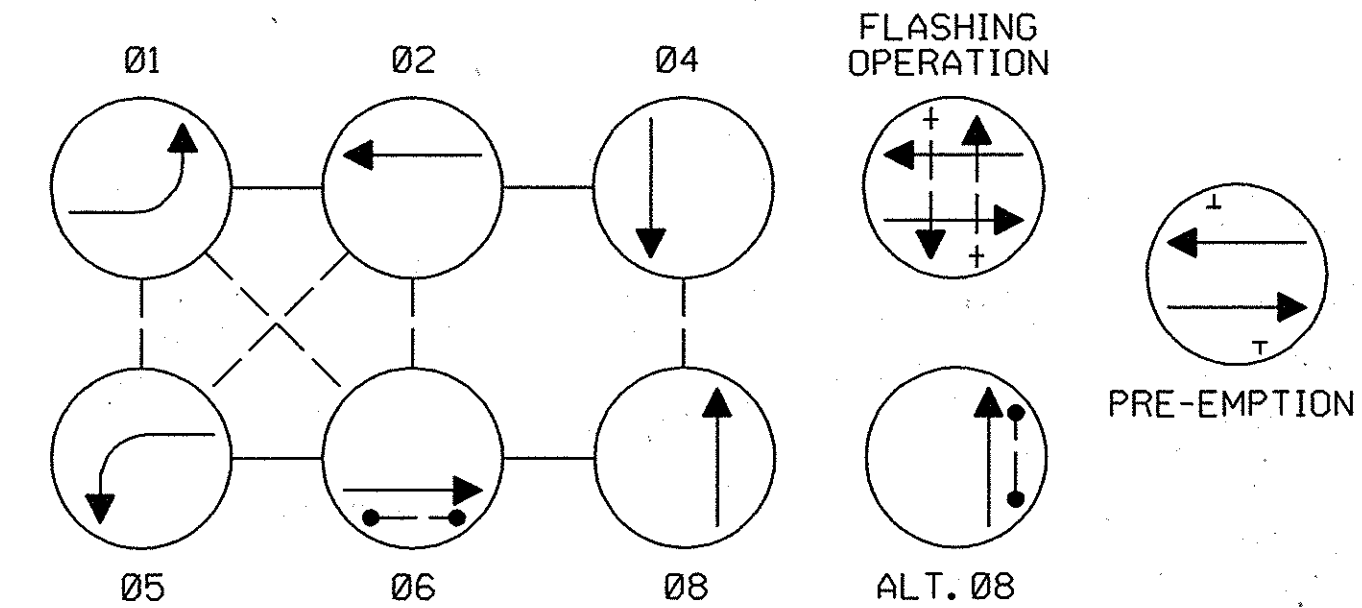 FLASHING
OPERATION
Ø1
Ø2
Ø4
PRE-EMPTION
Ø5
Ø6
Ø8
ALT. Ø8